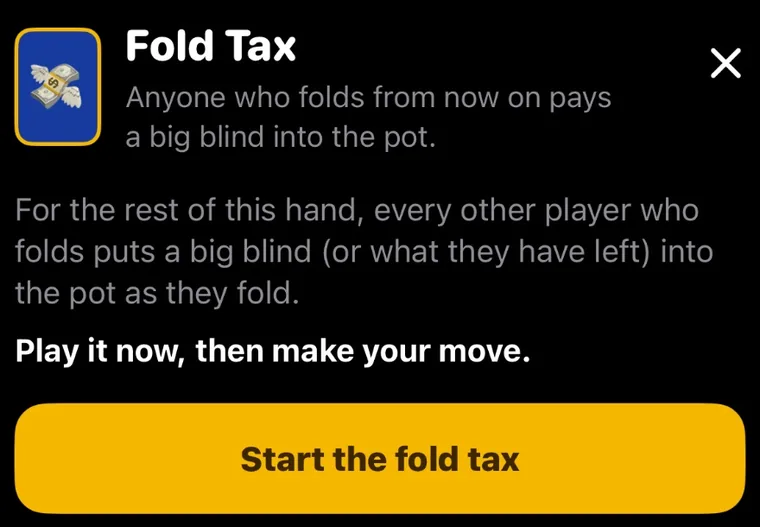 Fold Tax
Anyone who folds from now on pays
a big blind into the pot.
For the rest of this hand, every other player who
folds puts a big blind (or what they have left) into
the pot as they fold.
Play it now, then make your move.
Start the fold tax